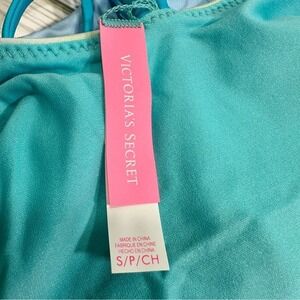 VICTORIA'S SECRET
MADE IN CHINA
FABRIQUÉ EN CHINE
HECHO EN CHINA
S/P/CH